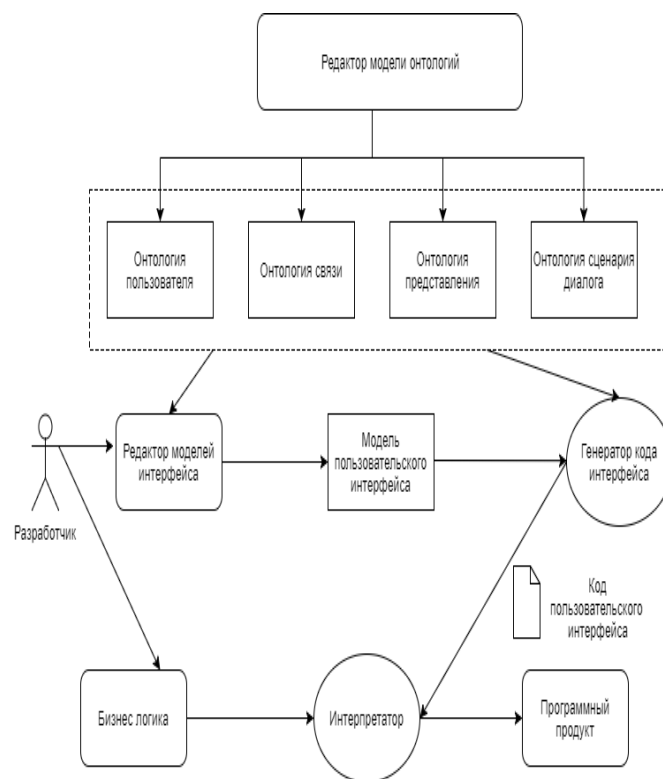 Редактор модели онтологий
Онтология
пользователя
Онтология связи
Онтология
представления
Онтология сценария
диалога
Разработчик
Редактор моделей
интерфейса
Модель
пользовательского
интерфейса
Генератор кода
интерфейса
Код
пользовательского
интерфейса
Бизнес логика
Интерпретатор
Программный
продукт